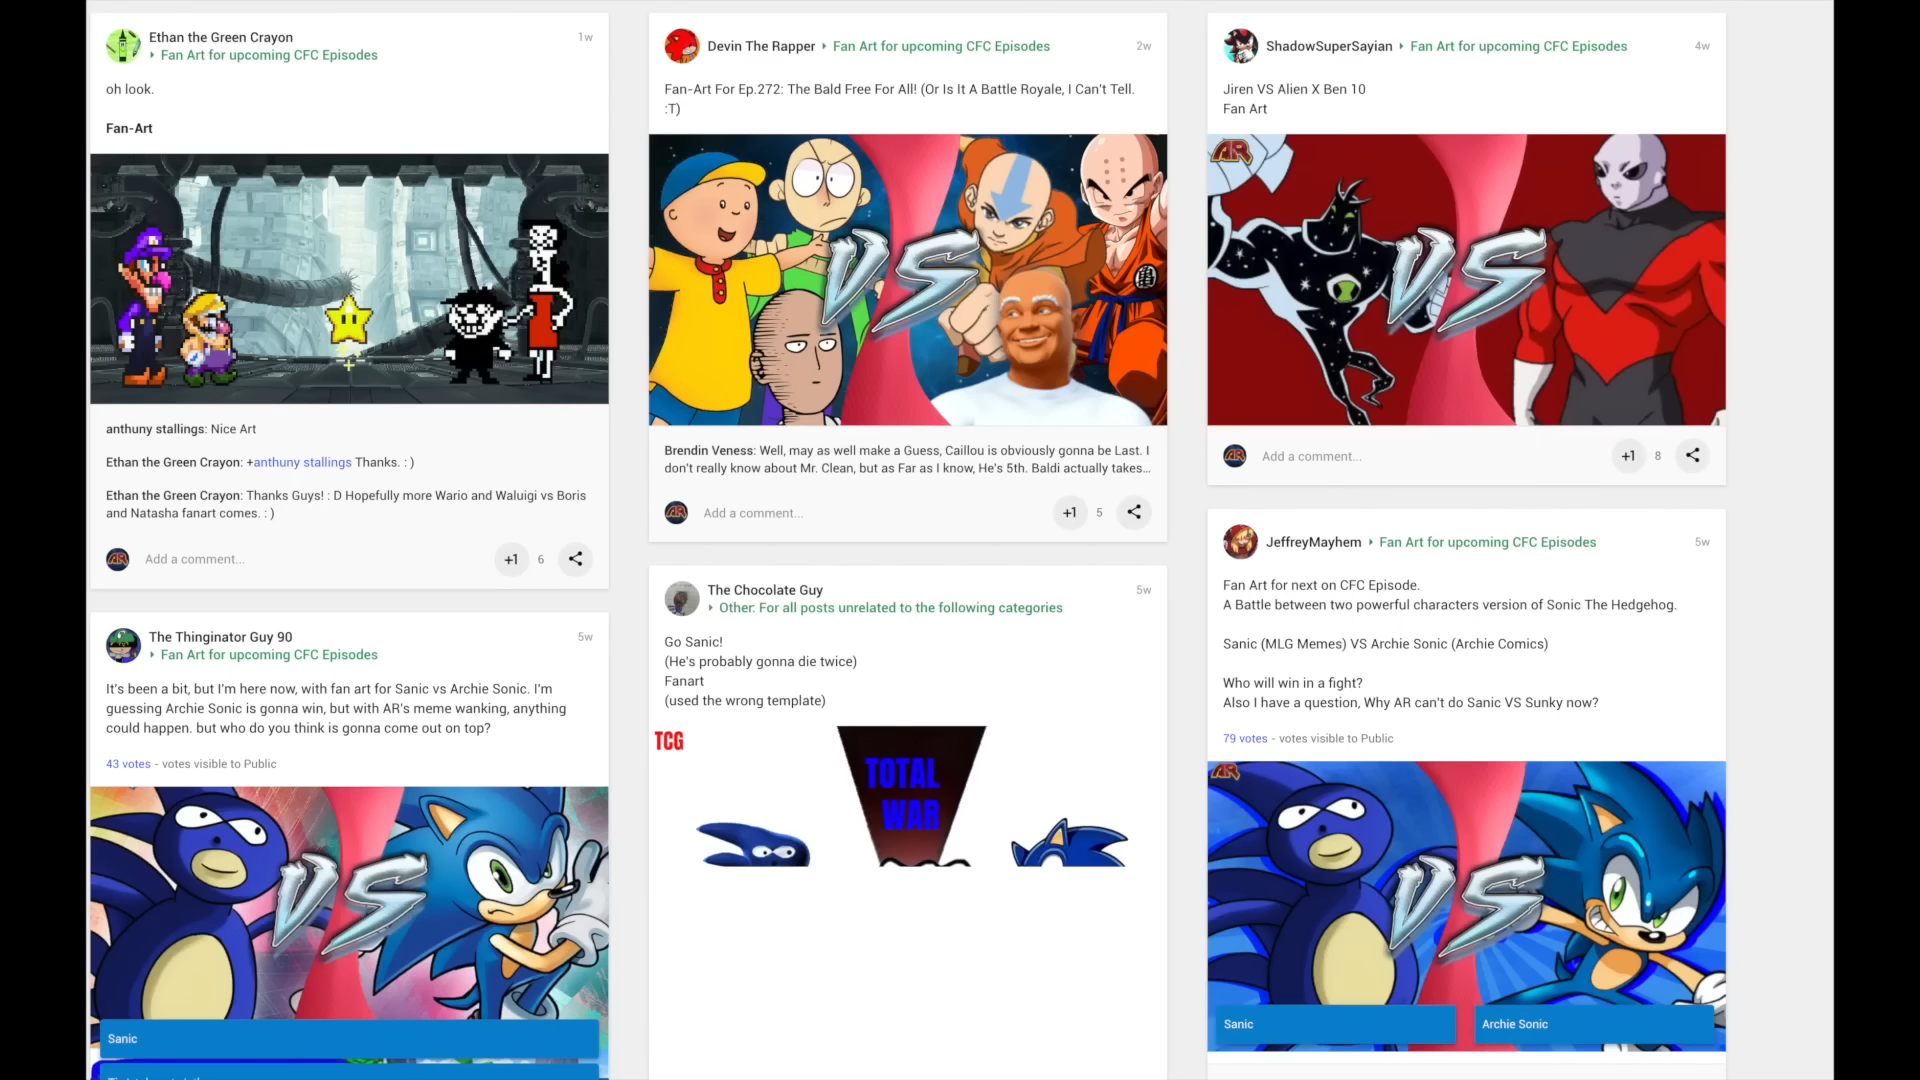 Ethan the Green Crayon
1w
Fan Art for upcoming CFC Episodes
oh look.
Fan-Art
anthuny stallings: Nice Art
Ethan the Green Crayon: +anthuny stallings Thanks. : )
Ethan the Green Crayon: Thanks Guys! : D Hopefully more Wario and Waluigi vs Boris
and Natasha fanart comes. : )
AR
Add a comment...
+1
6
The Thinginator Guy 90
5w
Fan Art for upcoming CFC Episodes
It's been a bit, but I'm here now, with fan art for Sanic vs Archie Sonic. I'm
guessing Archie Sonic is gonna win, but with AR's meme wanking, anything
could happen. but who do you think is gonna come out on top?
43 votes - votes visible to Public
VS
Sanic
Devin The Rapper
Fan Art for upcoming CFC Episodes
2w
Fan-Art For Ep.272: The Bald Free For All! (Or Is It A Battle Royale, I Can't Tell.
:T)
VS
Brendin Veness: Well, may as well make a Guess, Caillou is obviously gonna be Last. I
don't really know about Mr. Clean, but as Far as I know, He's 5th. Baldi actually takes...
AR
Add a comment...
+1
5
The Chocolate Guy
5w
Other: For all posts unrelated to the following categories
Go Sanic!
(He's probably gonna die twice)
Fanart
(used the wrong template)
TCG
TOTAL
WAR
ShadowSuperSayian
Fan Art for upcoming CFC Episodes
4w
Jiren VS Alien X Ben 10
Fan Art
AR
VS
AR
Add a comment...
+1
8
JeffreyMayhem
Fan Art for upcoming CFC Episodes
5w
Fan Art for next on CFC Episode.
A Battle between two powerful characters version of Sonic The Hedgehog.
Sanic (MLG Memes) VS Archie Sonic (Archie Comics)
Who will win in a fight?
Also I have a question, Why AR can't do Sanic VS Sunky now?
79 votes - votes visible to Public
AR
VS
Sanic
Archie Sonic